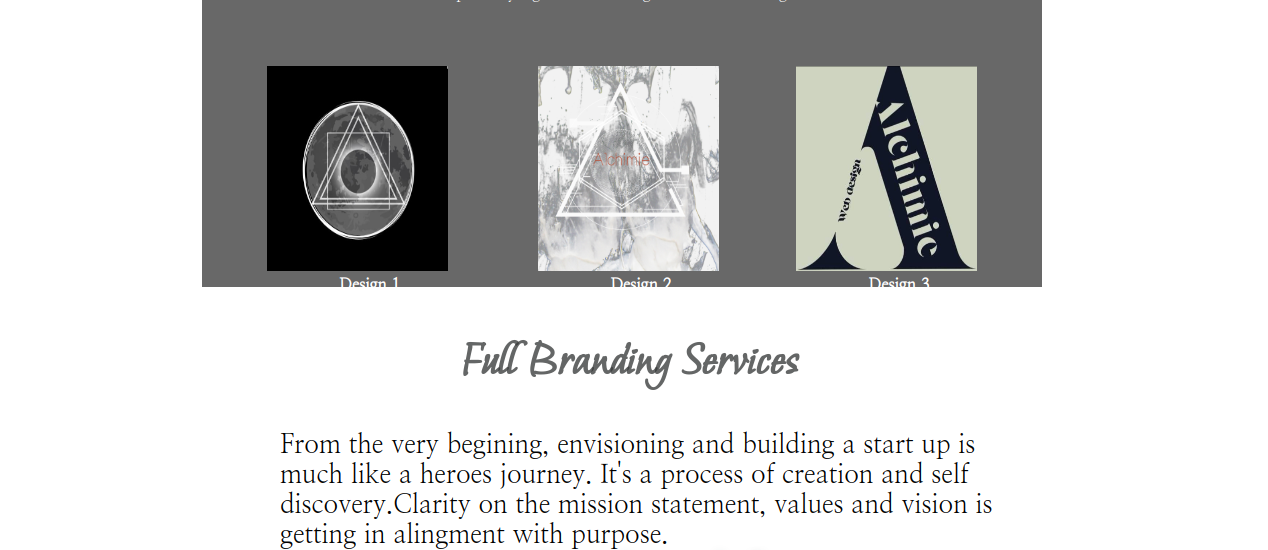 Alchimie
Alchimie
web design
Design 1
Design 2
Design 3
Full Branding Services
From the very begining, envisioning and building a start up is
much like a heroes journey. It's a process of creation and self
discovery.Clarity on the mission statement, values and vision is
getting in alingment with purpose.